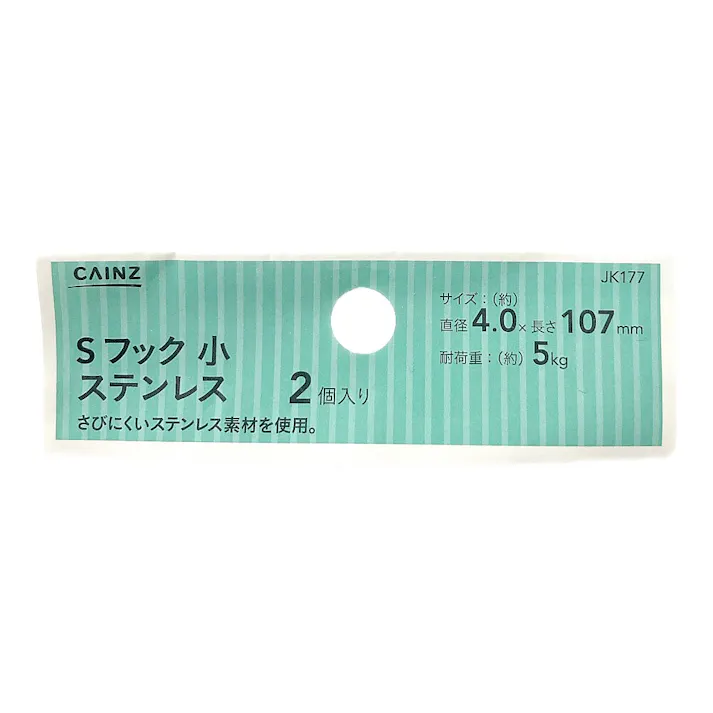 CAINZ
JK177
Sフック 小
ステンレス 2個入り
さびにくいステンレス素材を使用。
サイズ：（約）
直径4.0×長さ107mm
耐荷重：（約）5kg